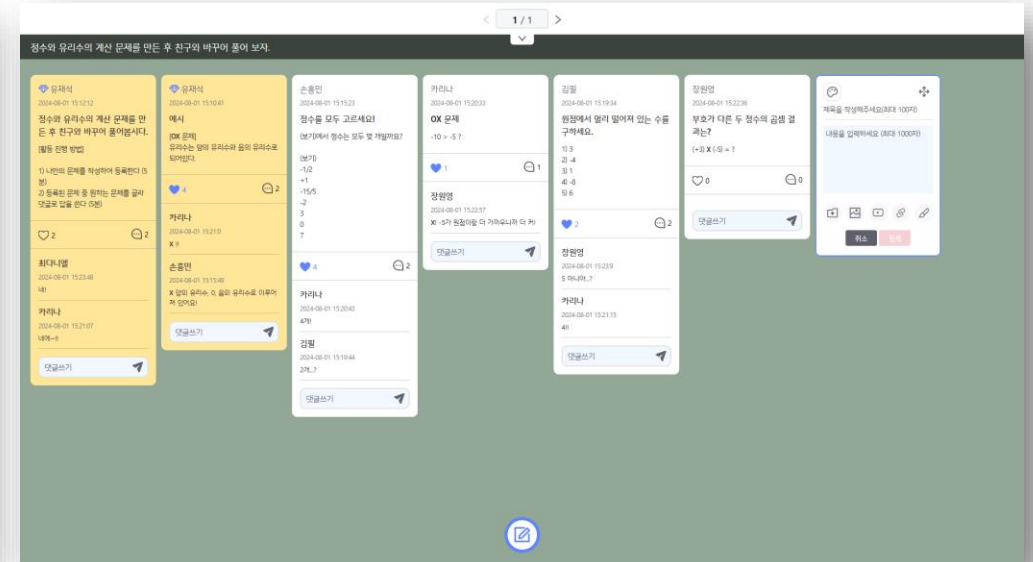 1 / 1
정수와 유리수의 계산 문제를 만든 후 친구와 바꾸어 풀어 보자.
유재석
2024-08-01 15:12:12
정수와 유리수의 계산 문제를 만
든 후 친구와 바꾸어 풀어봅시다.
[활동 진행 방법]
1) 나만의 문제를 작성하여 등록한다 (5
분)
2) 등록된 문제 중 원하는 문제를 골라
댓글로 답을 쓴다 (5분)
2
2
최다니엘
2024-08-01 15:23:48
네!
카리나
2024-08-01 15:21:07
네에~!!
댓글쓰기
유재석
2024-08-01 15:10:41
예시
[OX 문제]
유리수는 양의 유리수와 음의 유리수로
되어있다.
4
2
카리나
2024-08-01 15:21:0
X !!
손흥민
2024-08-01 15:15:49
X 양의 유리수, 0, 음의 유리수로 이루어
져 있어요!
댓글쓰기
손흥민
2024-08-01 15:15:23
정수를 모두 고르세요!
(보기)에서 정수는 모두 몇 개일까요?
(보기)
-1/2
+1
-15/5
-2
3
0
7
4
2
카리나
2024-08-01 15:20:43
4개!
김필
2024-08-01 15:19:44
2개...?
댓글쓰기
카리나
2024-08-01 15:20:33
OX 문제
-10 > -5 ?
1
1
장원영
2024-08-01 15:22:57
X! -5가 원점이랑 더 가까우니까 더 커!
댓글쓰기
김필
2024-08-01 15:19:34
원점에서 멀리 떨어져 있는 수를
구하세요.
1) 3
2) -4
3) 1
4) -8
5) 6
2
2
장원영
2024-08-01 15:23:9
5 아니야...?
카리나
2024-08-01 15:21:15
4!!
댓글쓰기
장원영
2024-08-01 15:22:36
부호가 다른 두 정수의 곱셈 결
과는?
(+3) X (-5) = ?
0
0
댓글쓰기
제목을 작성해주세요(최대 100자)
내용을 입력하세요 (최대 1000자)
취소
등록